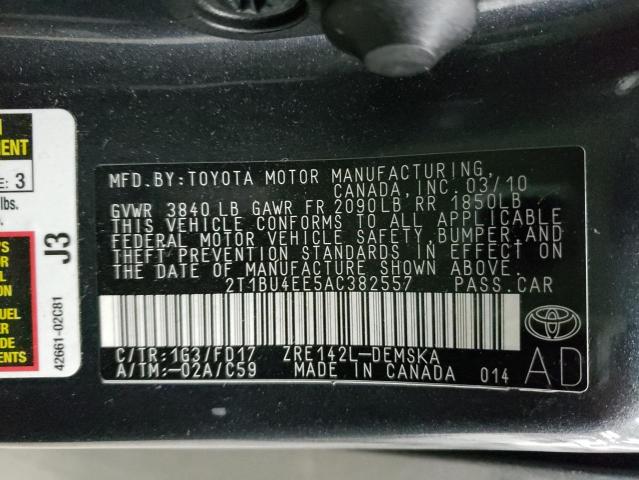 MFD.BY:TOYOTA MOTOR MANUFACTURING,
CANADA, INC. 03/10
GVWR 3840 LB GAWR FR 2090LB RR 1850LB
THIS VEHICLE CONFORMS TO ALL APPLICABLE
FEDERAL MOTOR VEHICLE SAFETY, BUMPER, AND
THEFT PREVENTION STANDARDS IN EFFECT ON
THE DATE OF MANUFACTURE SHOWN ABOVE.
2T1BU4EE5AC382557 PASS.CAR
C/TR:1G3/FD17 ZRE142L-DEMSKA
A/TM:-02A/C59 MADE IN CANADA 014
AD
J3
42661-02C81
E: 3
lbs.
UEL